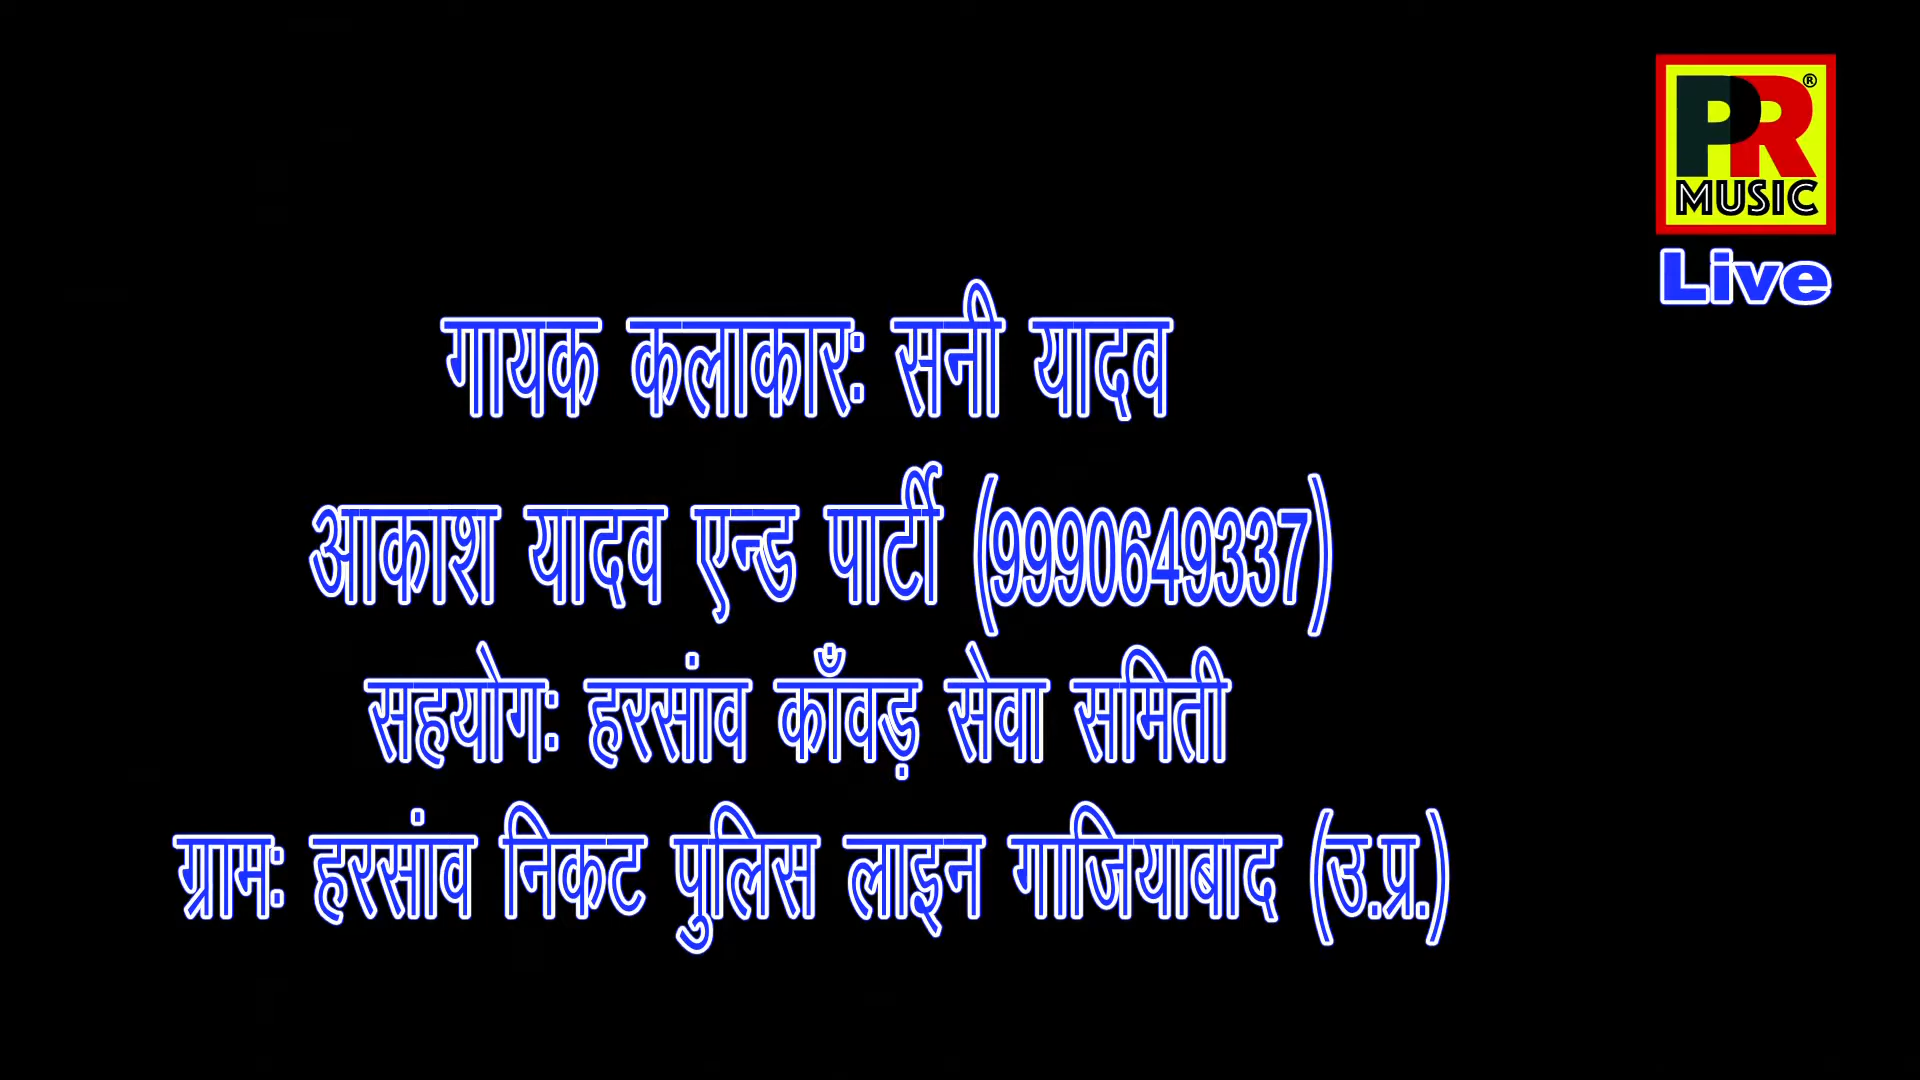 PR®
MUSIC
Live
गायक कलाकार: सनी यादव
आकाश यादव एन्ड पार्टी (9990649337)
सहयोग: हरसांव काँवड़ सेवा समिती
ग्राम: हरसांव निकट पुलिस लाइन गाजियाबाद (उ.प्र.)